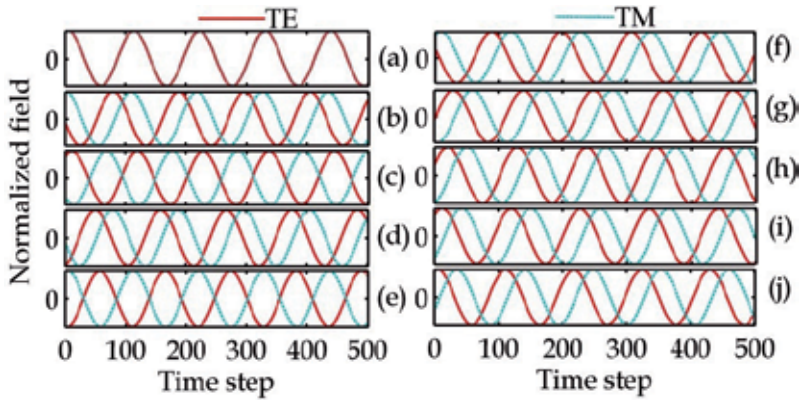 TE TM
Normalized field
0 (a) 0 (f)
0 (b) 0 (g)
0 (c) 0 (h)
0 (d) 0 (i)
0 (e) 0 (j)
0 100 200 300 400 500 0 100 200 300 400 500
Time step Time step